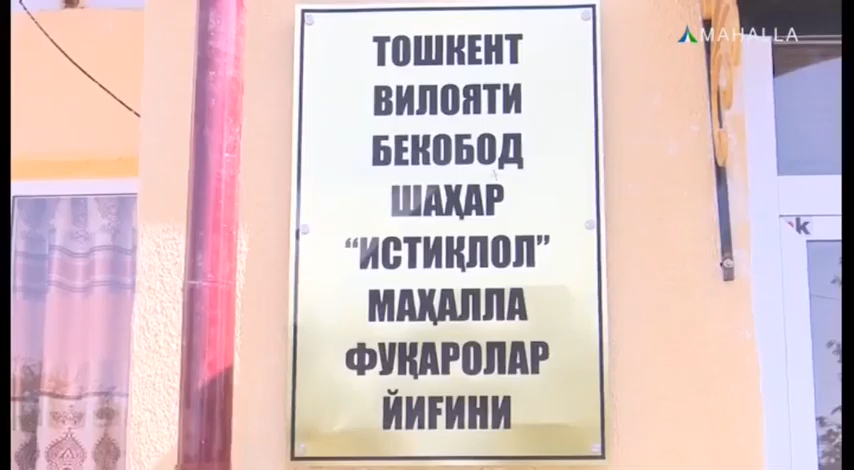 MAHALLA
ТОШКЕНТ
ВИЛОЯТИ
БЕКОБОД
ШАҲАР
“ИСТИҚЛОЛ”
МАҲАЛЛА
ФУҚАРОЛАР
ЙИҒИНИ
k